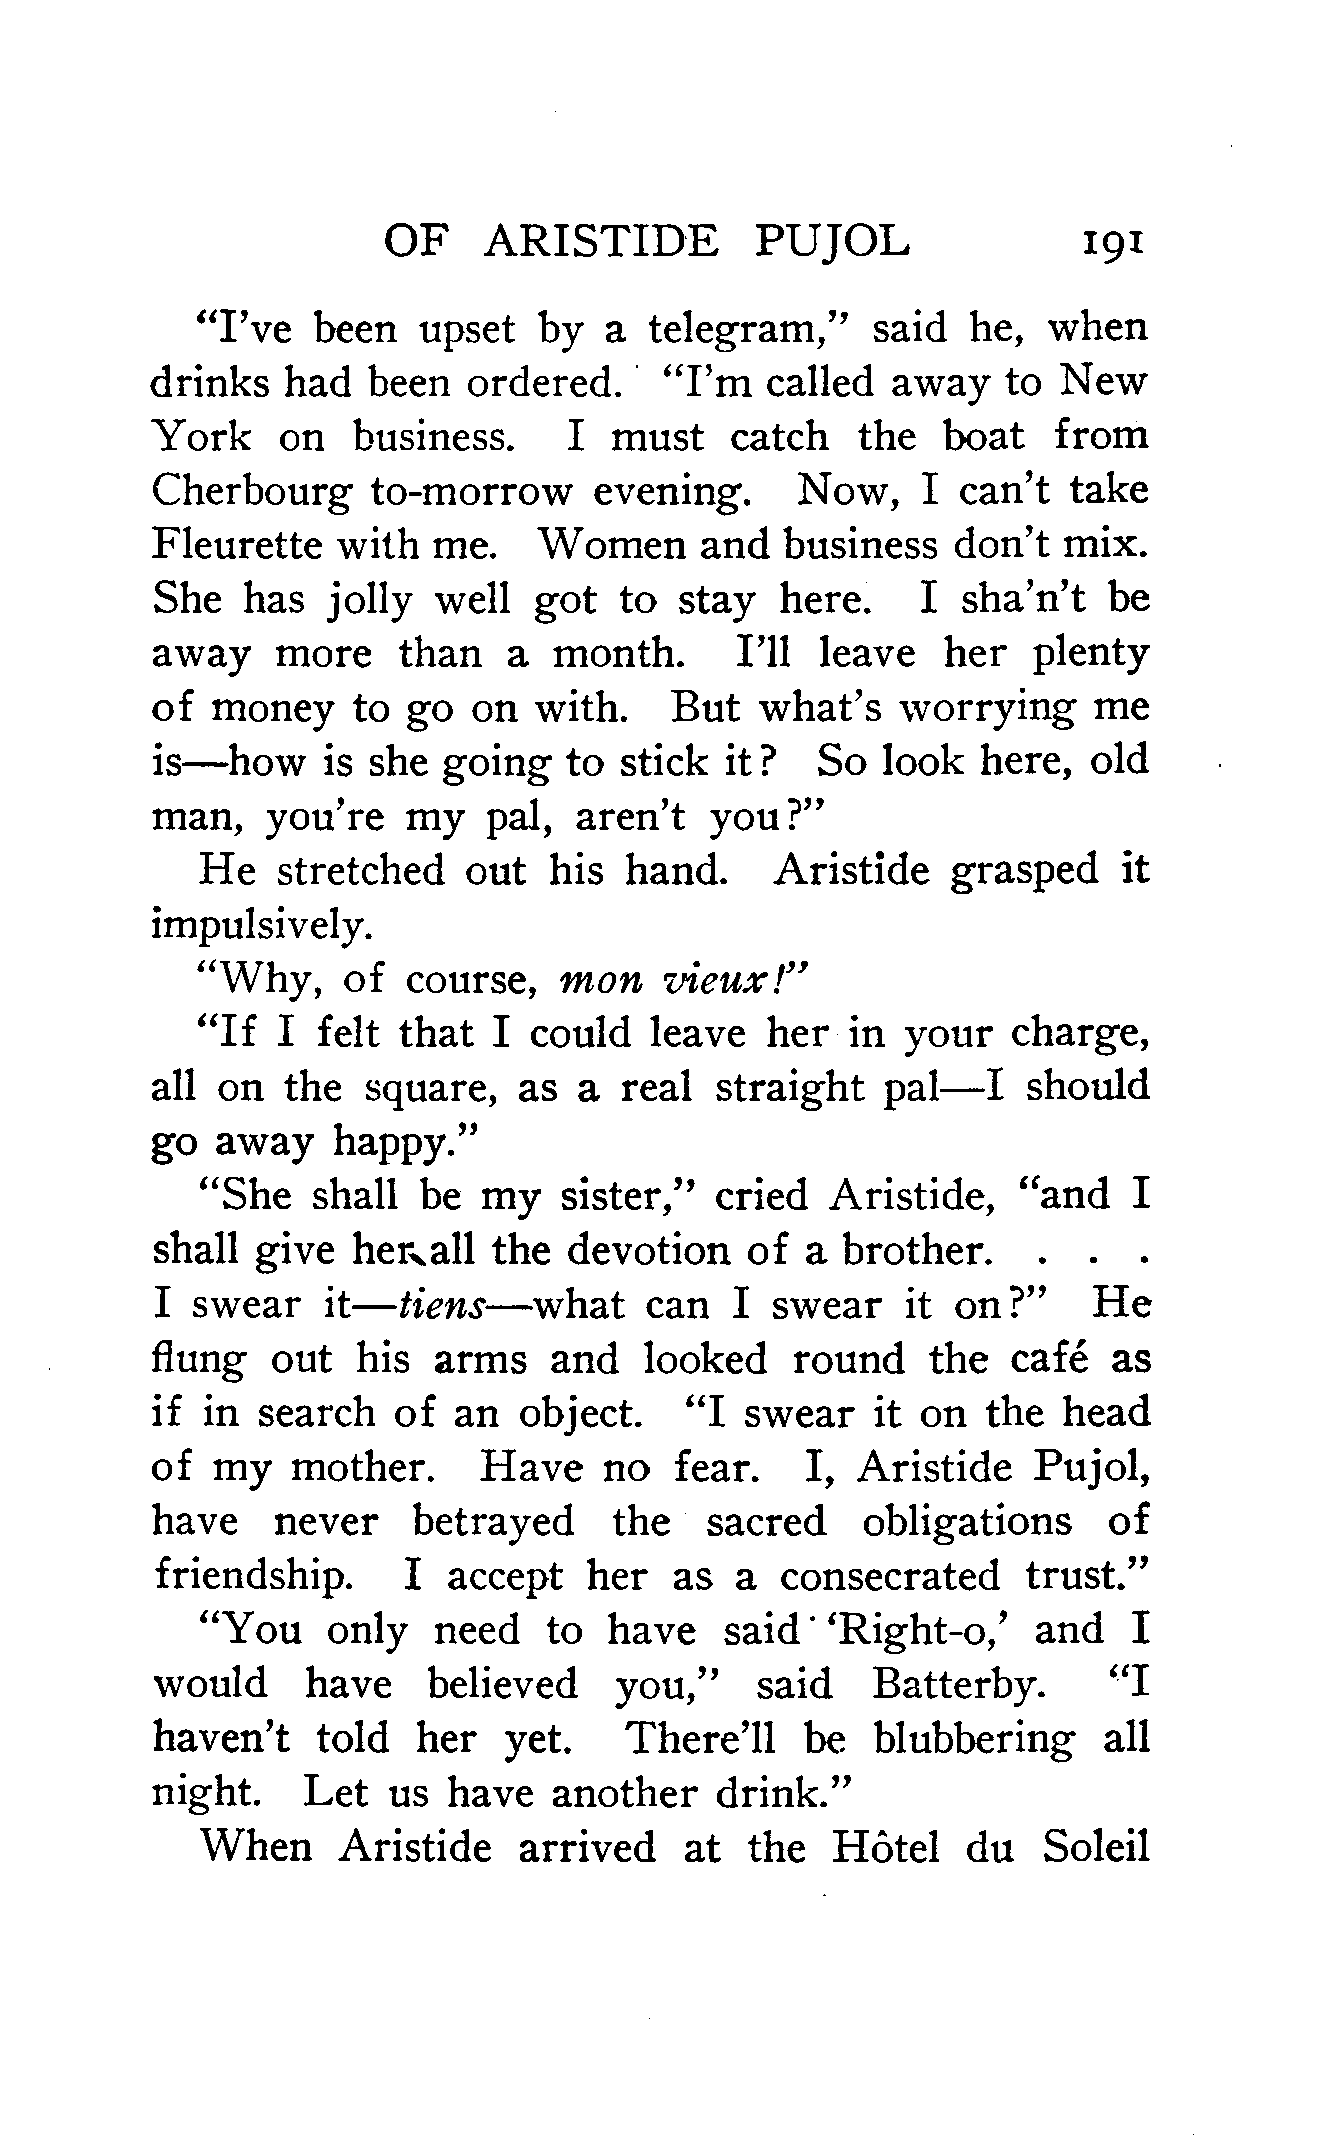 OF ARISTIDE PUJOL 191
“I’ve been upset by a telegram,” said he, when
drinks had been ordered. “I’m called away to New
York on business. I must catch the boat from
Cherbourg to-morrow evening. Now, I can’t take
Fleurette with me. Women and business don’t mix.
She has jolly well got to stay here. I sha’n’t be
away more than a month. I’ll leave her plenty
of money to go on with. But what’s worrying me
is—how is she going to stick it? So look here, old
man, you’re my pal, aren’t you?”
He stretched out his hand. Aristide grasped it
impulsively.
“Why, of course, mon vieux!”
“If I felt that I could leave her in your charge,
all on the square, as a real straight pal—I should
go away happy.”
“She shall be my sister,” cried Aristide, “and I
shall give her all the devotion of a brother. . . .
I swear it—tiens—what can I swear it on?” He
flung out his arms and looked round the café as
if in search of an object. “I swear it on the head
of my mother. Have no fear. I, Aristide Pujol,
have never betrayed the sacred obligations of
friendship. I accept her as a consecrated trust.”
“You only need to have said ‘Right-o,’ and I
would have believed you,” said Batterby. “I
haven’t told her yet. There’ll be blubbering all
night. Let us have another drink.”
When Aristide arrived at the Hôtel du Soleil